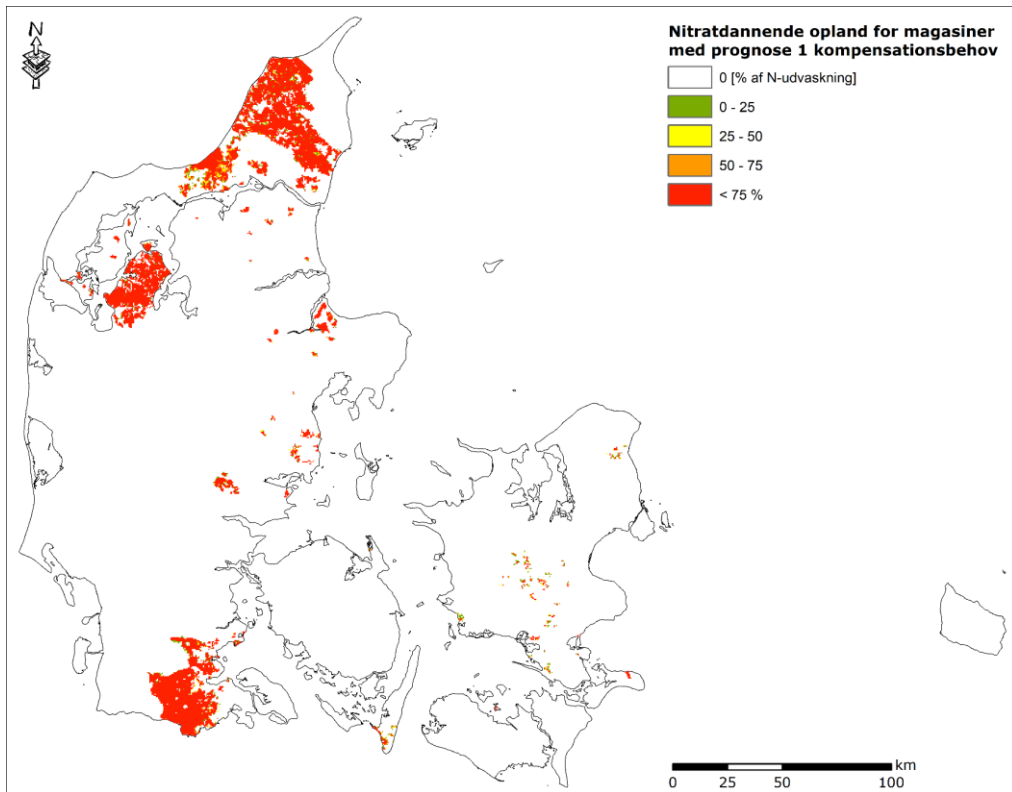 N
Nitratdannende opland for magasiner
med prognose 1 kompensationsbehov
0 [% af N-udvaskning]
0 - 25
25 - 50
50 - 75
< 75 %
km
0 25 50 100